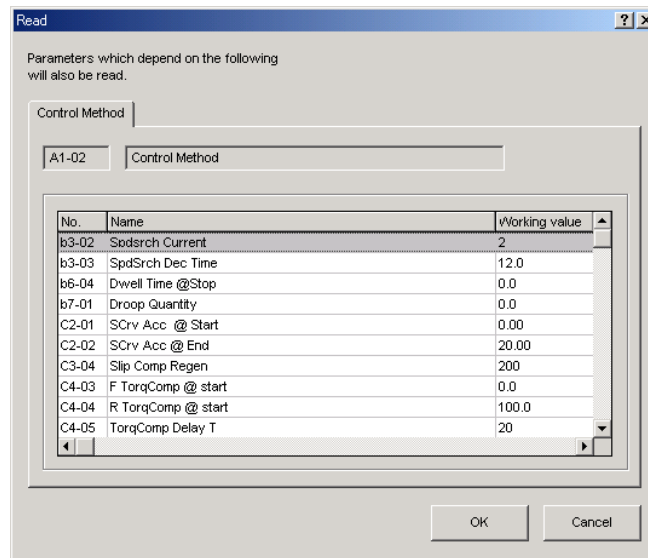 Read
Parameters which depend on the following
will also be read.
Control Method
A1-02 Control Method
No. Name Working value
b3-02 Spdsrch Current 2
b3-03 SpdSrch Dec Time 12.0
b6-04 Dwell Time @Stop 0.0
b7-01 Droop Quantity 0.0
C2-01 SCrv Acc @ Start 0.00
C2-02 SCrv Acc @ End 20.00
C3-04 Slip Comp Regen 200
C4-03 F TorqComp @ start 0.0
C4-04 R TorqComp @ start 100.0
C4-05 TorqComp Delay T 20
OK Cancel